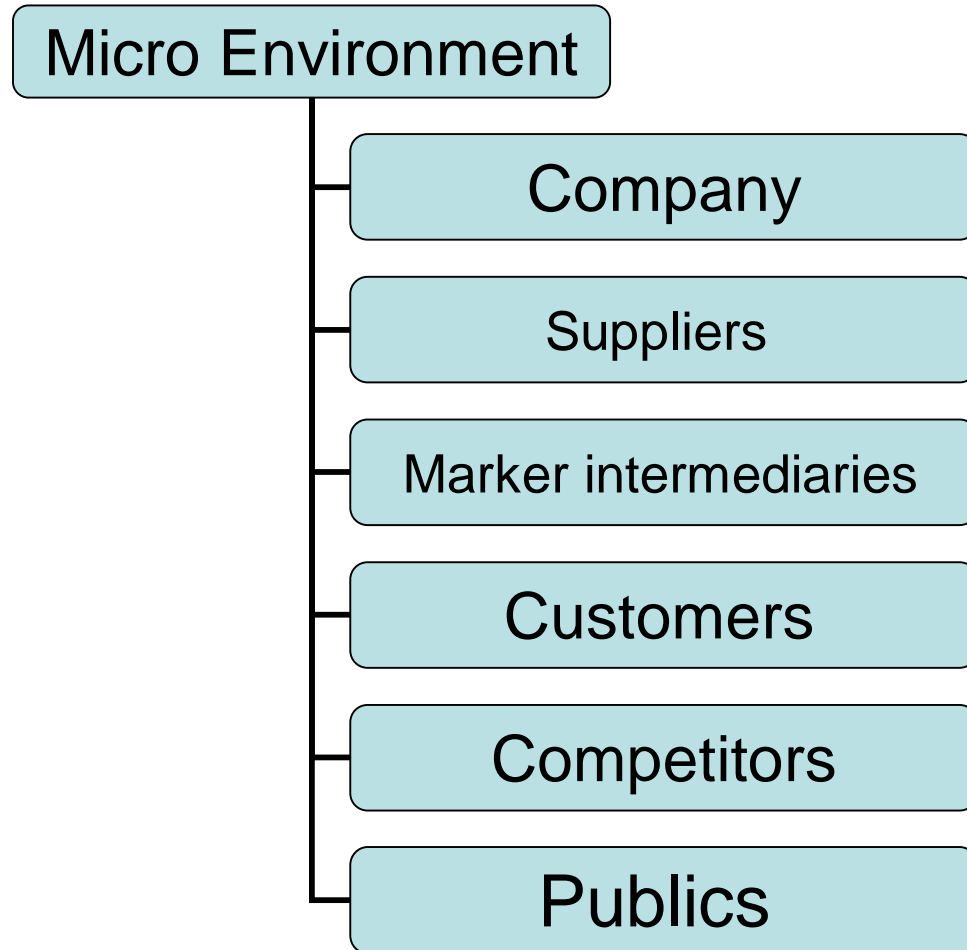 Micro Environment
Company
Suppliers
Marker intermediaries
Customers
Competitors
Publics